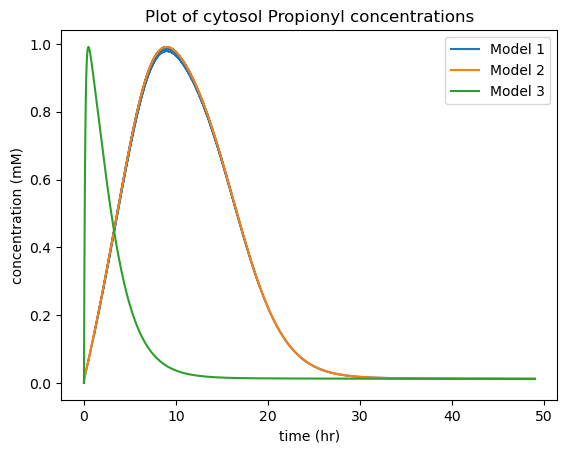 Plot of cytosol Propionyl concentrations
Model 1
Model 2
Model 3
concentration (mM)
1.0
0.8
0.6
0.4
0.2
0.0
0 10 20 30 40 50
time (hr)